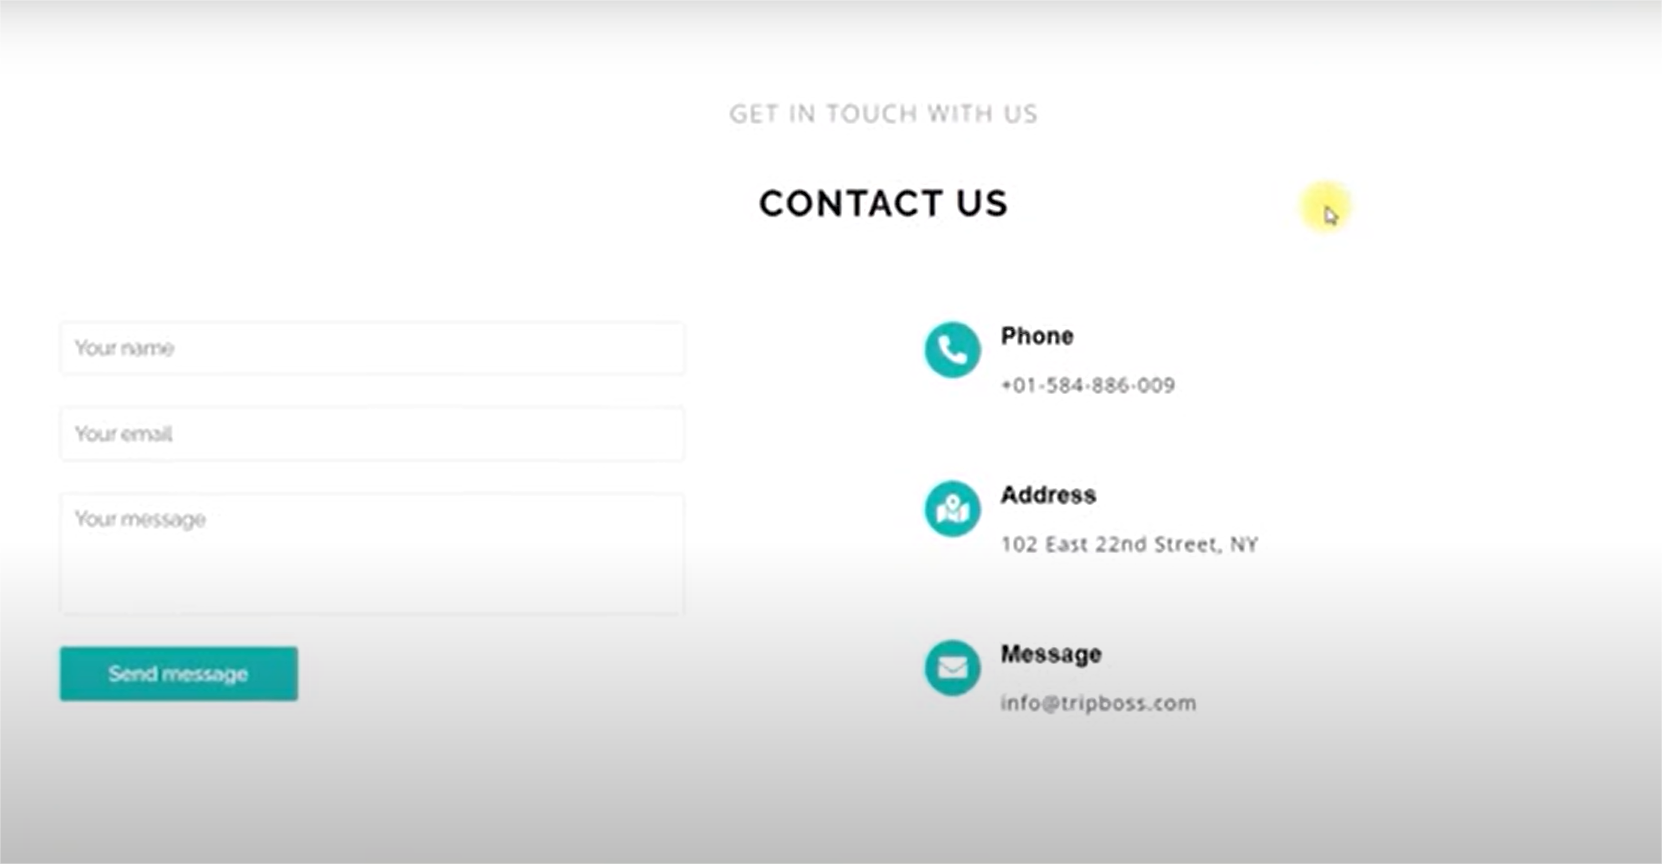 GET IN TOUCH WITH US
CONTACT US
Your name
Your email
Your message
Send message
Phone
+01-584-886-009
Address
102 East 22nd Street, NY
Message
info@tripboss.com